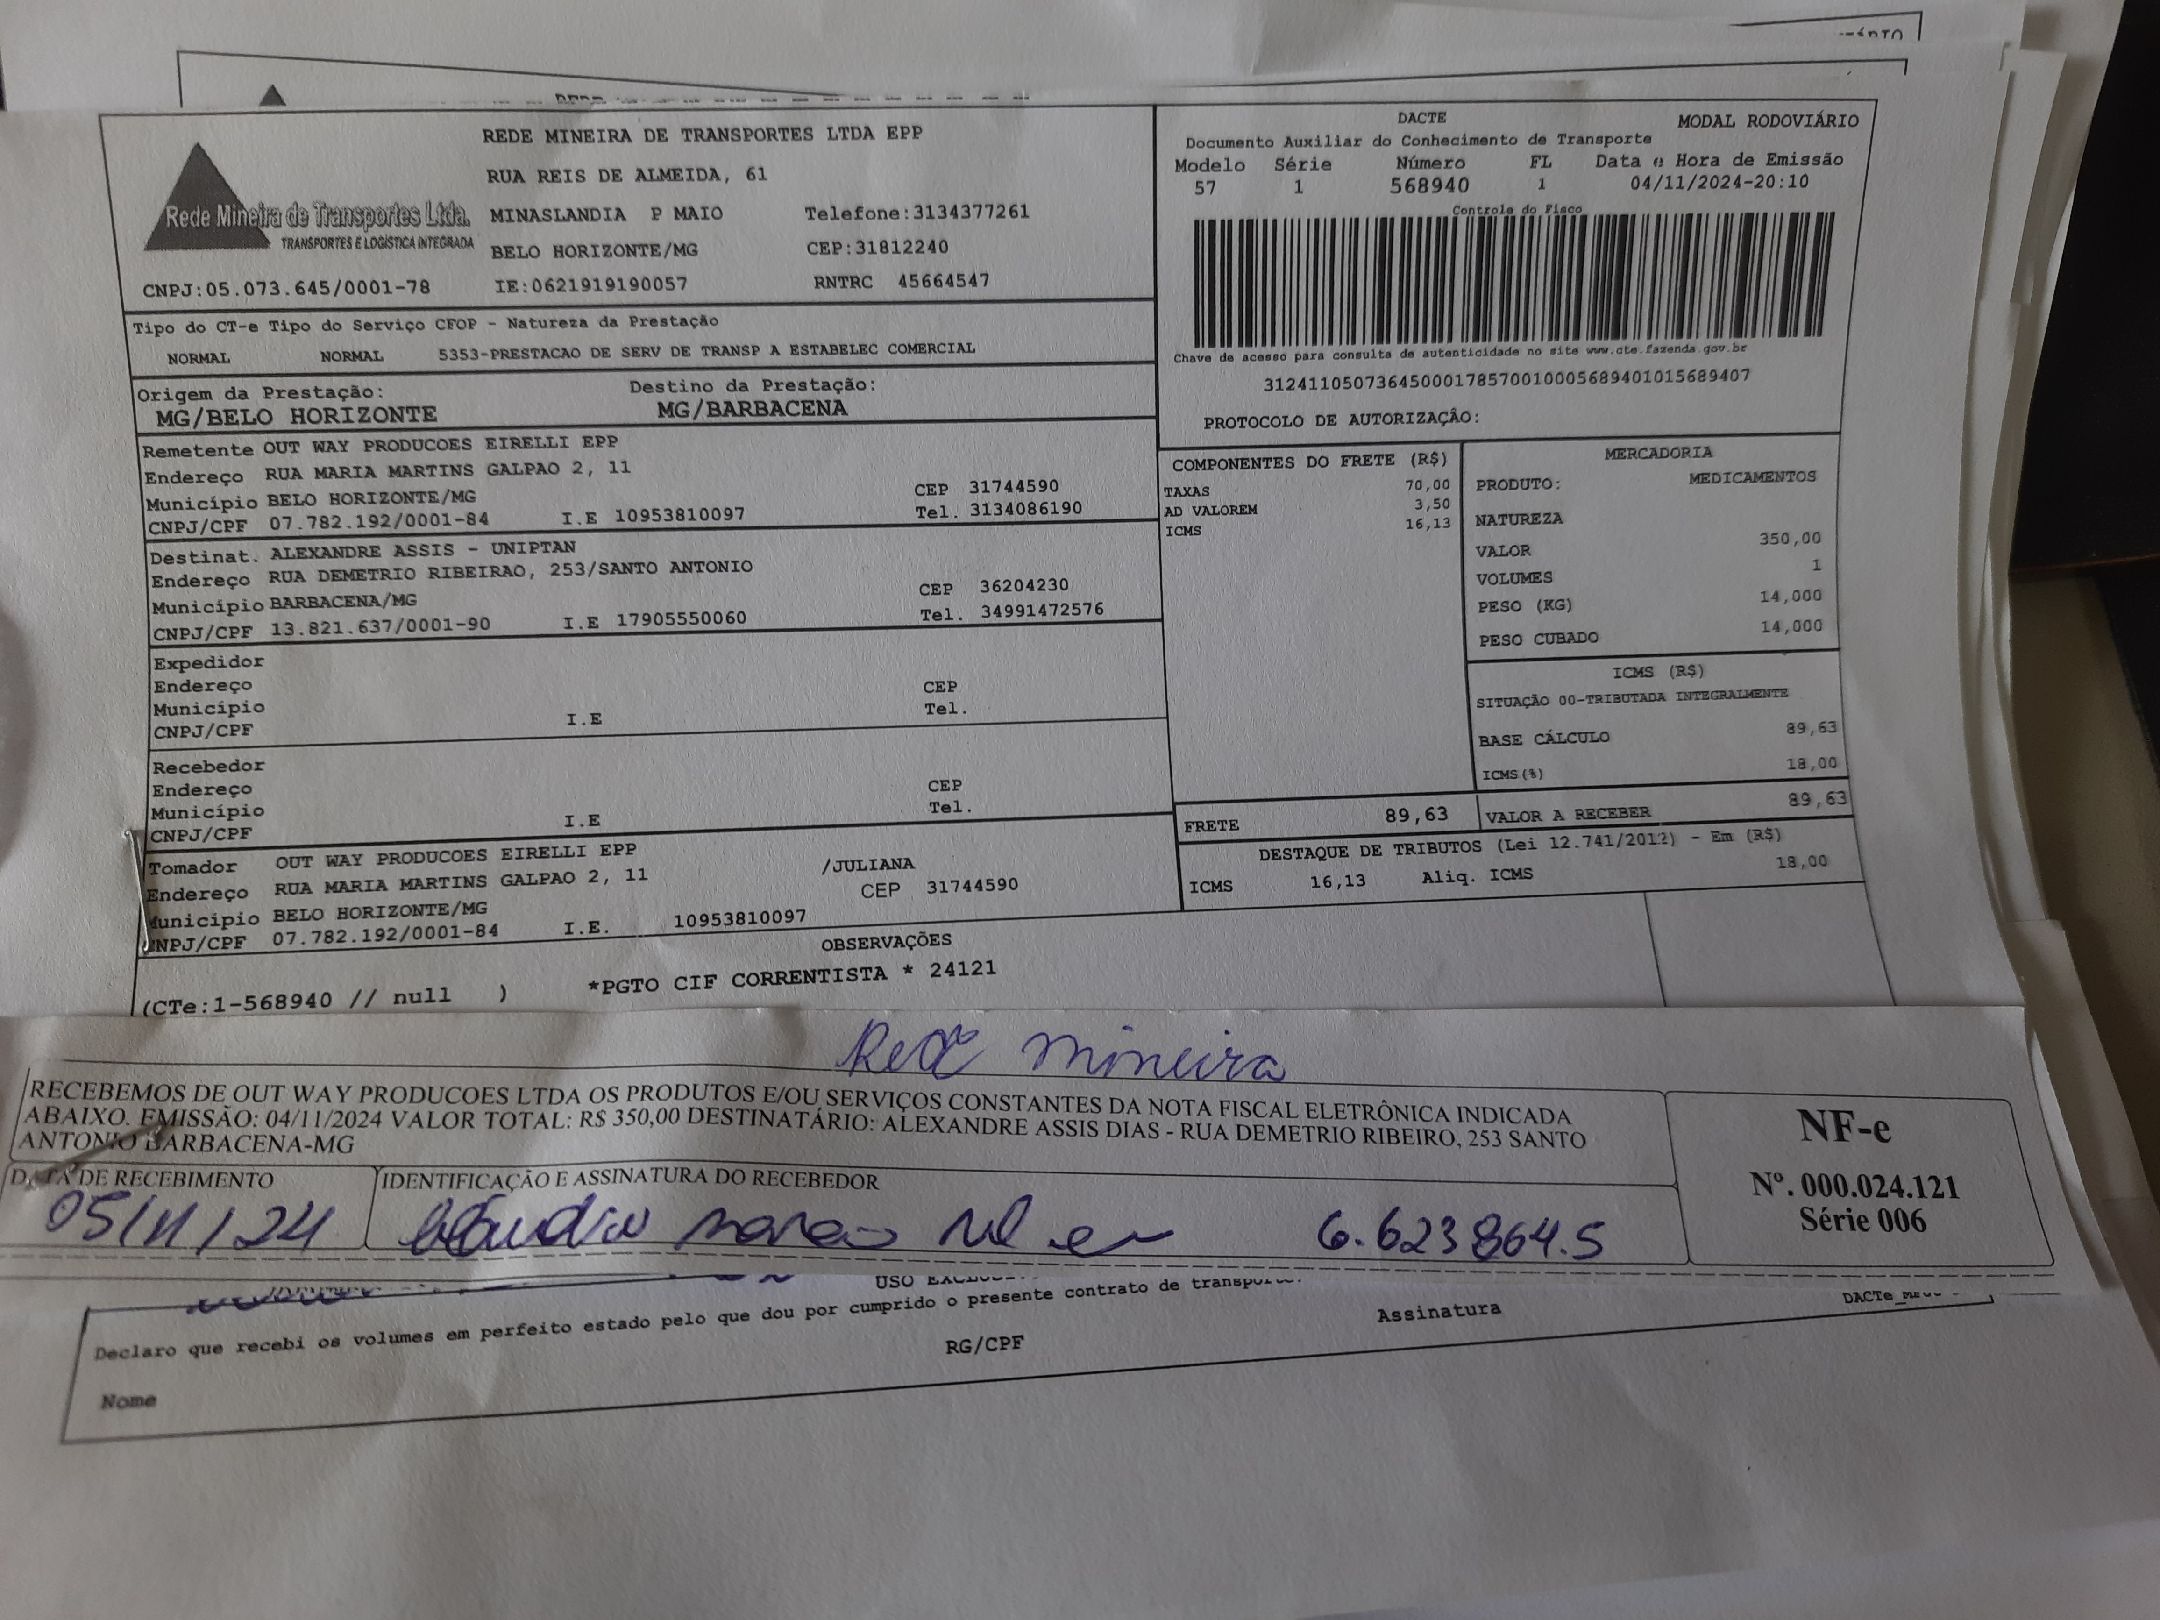 REDE MINEIRA DE TRANSPORTES LTDA EPP
RUA REIS DE ALMEIDA, 61
Rede Mineira de Transportes Ltda.
TRANSPORTES E LOGÍSTICA INTEGRADA
MINASLANDIA P MAIO Telefone:3134377261
BELO HORIZONTE/MG CEP:31812240
CNPJ:05.073.645/0001-78 IE:0621919190057 RNTRC 45664547
DACTE MODAL RODOVIÁRIO
Documento Auxiliar do Conhecimento de Transporte
Modelo Série Número FL Data e Hora de Emissão
57 1 568940 1 04/11/2024-20:10
Controle do Fisco
Chave de acesso para consulta de autenticidade no site www.cte.fazenda.gov.br
31241105073645000178570010005689401015689407
PROTOCOLO DE AUTORIZAÇÃO:
Tipo do CT-e Tipo do Serviço CFOP - Natureza da Prestação
NORMAL NORMAL 5353-PRESTACAO DE SERV DE TRANSP A ESTABELEC COMERCIAL
Origem da Prestação: Destino da Prestação:
MG/BELO HORIZONTE MG/BARBACENA
Remetente OUT WAY PRODUCOES EIRELLI EPP
Endereço RUA MARIA MARTINS GALPAO 2, 11
Município BELO HORIZONTE/MG CEP 31744590
CNPJ/CPF 07.782.192/0001-84 I.E 10953810097 Tel. 3134086190
Destinat. ALEXANDRE ASSIS - UNIPTAN
Endereço RUA DEMETRIO RIBEIRAO, 253/SANTO ANTONIO
Município BARBACENA/MG CEP 36204230
CNPJ/CPF 13.821.637/0001-90 I.E 17905550060 Tel. 34991472576
Expedidor
Endereço
Município CEP
CNPJ/CPF I.E Tel.
Recebedor
Endereço
Município CEP
CNPJ/CPF I.E Tel.
Tomador OUT WAY PRODUCOES EIRELLI EPP /JULIANA
Endereço RUA MARIA MARTINS GALPAO 2, 11 CEP 31744590
Município BELO HORIZONTE/MG
CNPJ/CPF 07.782.192/0001-84 I.E. 10953810097
COMPONENTES DO FRETE (R$)
TAXAS 70,00
AD VALOREM 3,50
ICMS 16,13
MERCADORIA
PRODUTO: MEDICAMENTOS
NATUREZA
VALOR 350,00
VOLUMES 1
PESO (KG) 14,000
PESO CUBADO 14,000
ICMS (R$)
SITUAÇÃO 00-TRIBUTADA INTEGRALMENTE
BASE CÁLCULO 89,63
ICMS(%) 18,00
FRETE 89,63 VALOR A RECEBER 89,63
DESTAQUE DE TRIBUTOS (Lei 12.741/2012) - Em (R$)
ICMS 16,13 Aliq. ICMS 18,00
OBSERVAÇÕES
(CTe:1-568940 // null ) *PGTO CIF CORRENTISTA * 24121
Rede Mineira
RECEBEMOS DE OUT WAY PRODUCOES LTDA OS PRODUTOS E/OU SERVIÇOS CONSTANTES DA NOTA FISCAL ELETRÔNICA INDICADA
ABAIXO. EMISSÃO: 04/11/2024 VALOR TOTAL: R$ 350,00 DESTINATÁRIO: ALEXANDRE ASSIS DIAS - RUA DEMETRIO RIBEIRO, 253 SANTO
ANTONIO BARBACENA-MG
DATA DE RECEBIMENTO IDENTIFICAÇÃO E ASSINATURA DO RECEBEDOR
05/11/24 6.623864.5
NF-e
Nº. 000.024.121
Série 006
USO
Declaro que recebi os volumes em perfeito estado pelo que dou por cumprido o presente contrato de transporte.
Nome RG/CPF Assinatura